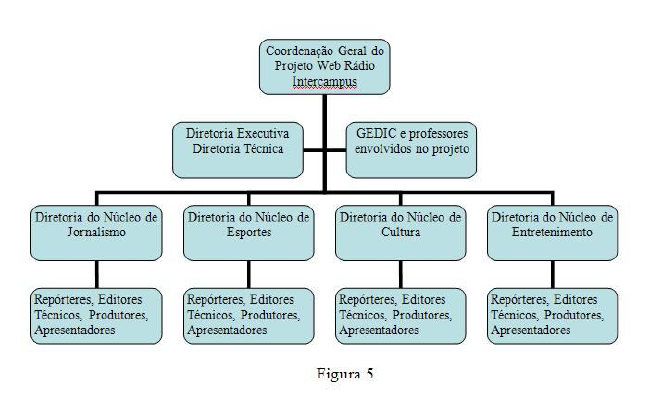 Coordenação Geral do
Projeto Web Rádio
Intercampus
Diretoria Executiva
Diretoria Técnica
GEDIC e professores
envolvidos no projeto
Diretoria do Núcleo de
Jornalismo
Diretoria do Núcleo de
Esportes
Diretoria do Núcleo de
Cultura
Diretoria do Núcleo de
Entretenimento
Repórteres, Editores
Técnicos, Produtores,
Apresentadores
Repórteres, Editores
Técnicos, Produtores,
Apresentadores
Repórteres, Editores
Técnicos, Produtores,
Apresentadores
Repórteres, Editores
Técnicos, Produtores,
Apresentadores
Figura 5